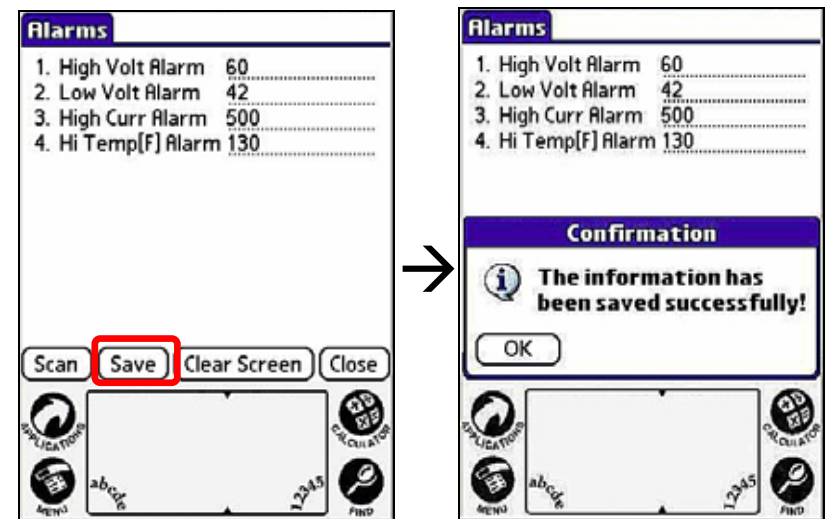 Alarms
1. High Volt Alarm 60
2. Low Volt Alarm 42
3. High Curr Alarm 500
4. Hi Temp[F] Alarm 130
Scan Save Clear Screen Close
APPLICATIONS
CALCULATOR
MENU
abcde
12345
FIND
→
Alarms
1. High Volt Alarm 60
2. Low Volt Alarm 42
3. High Curr Alarm 500
4. Hi Temp[F] Alarm 130
Confirmation
The information has
been saved successfully!
OK
APPLICATIONS
CALCULATOR
MENU
abcde
12345
FIND